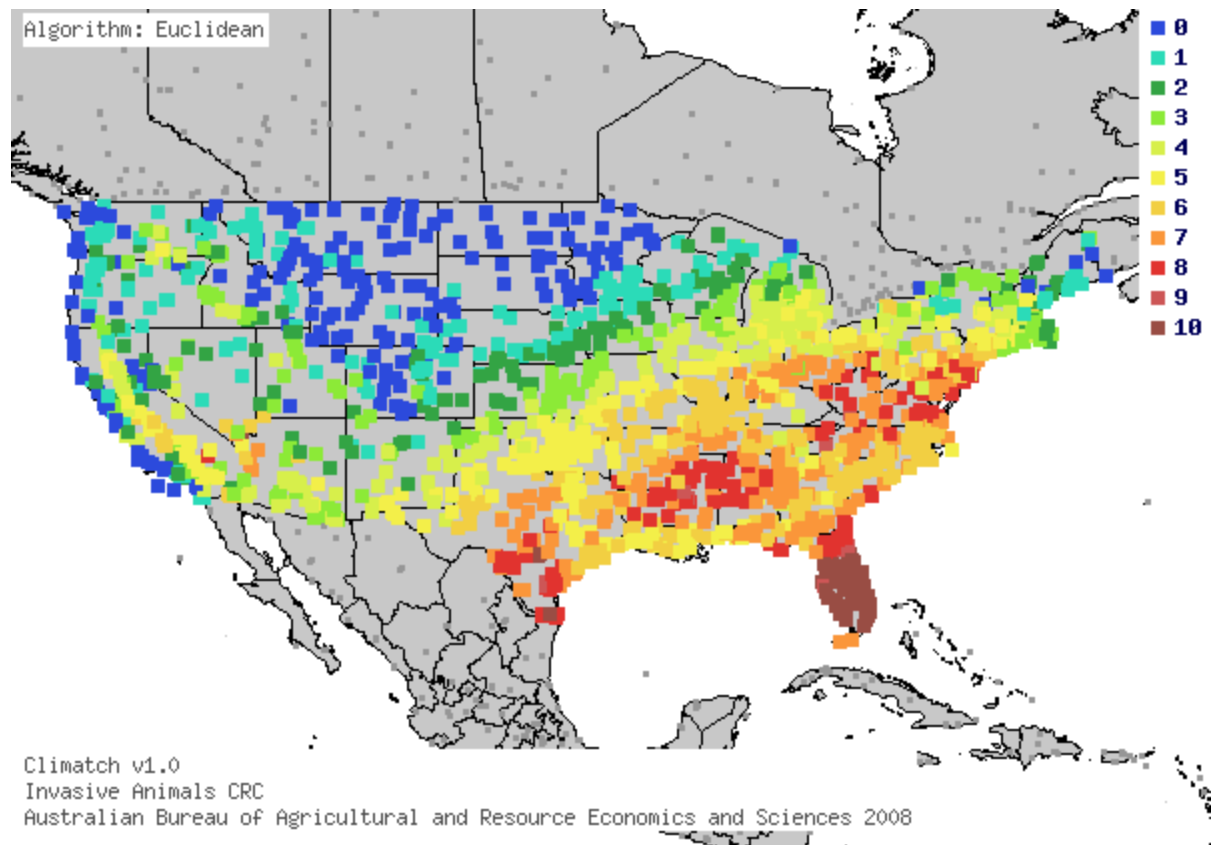 Algorithm: Euclidean
0
1
2
3
4
5
6
7
8
9
10
Climatch v1.0
Invasive Animals CRC
Australian Bureau of Agricultural and Resource Economics and Sciences 2008